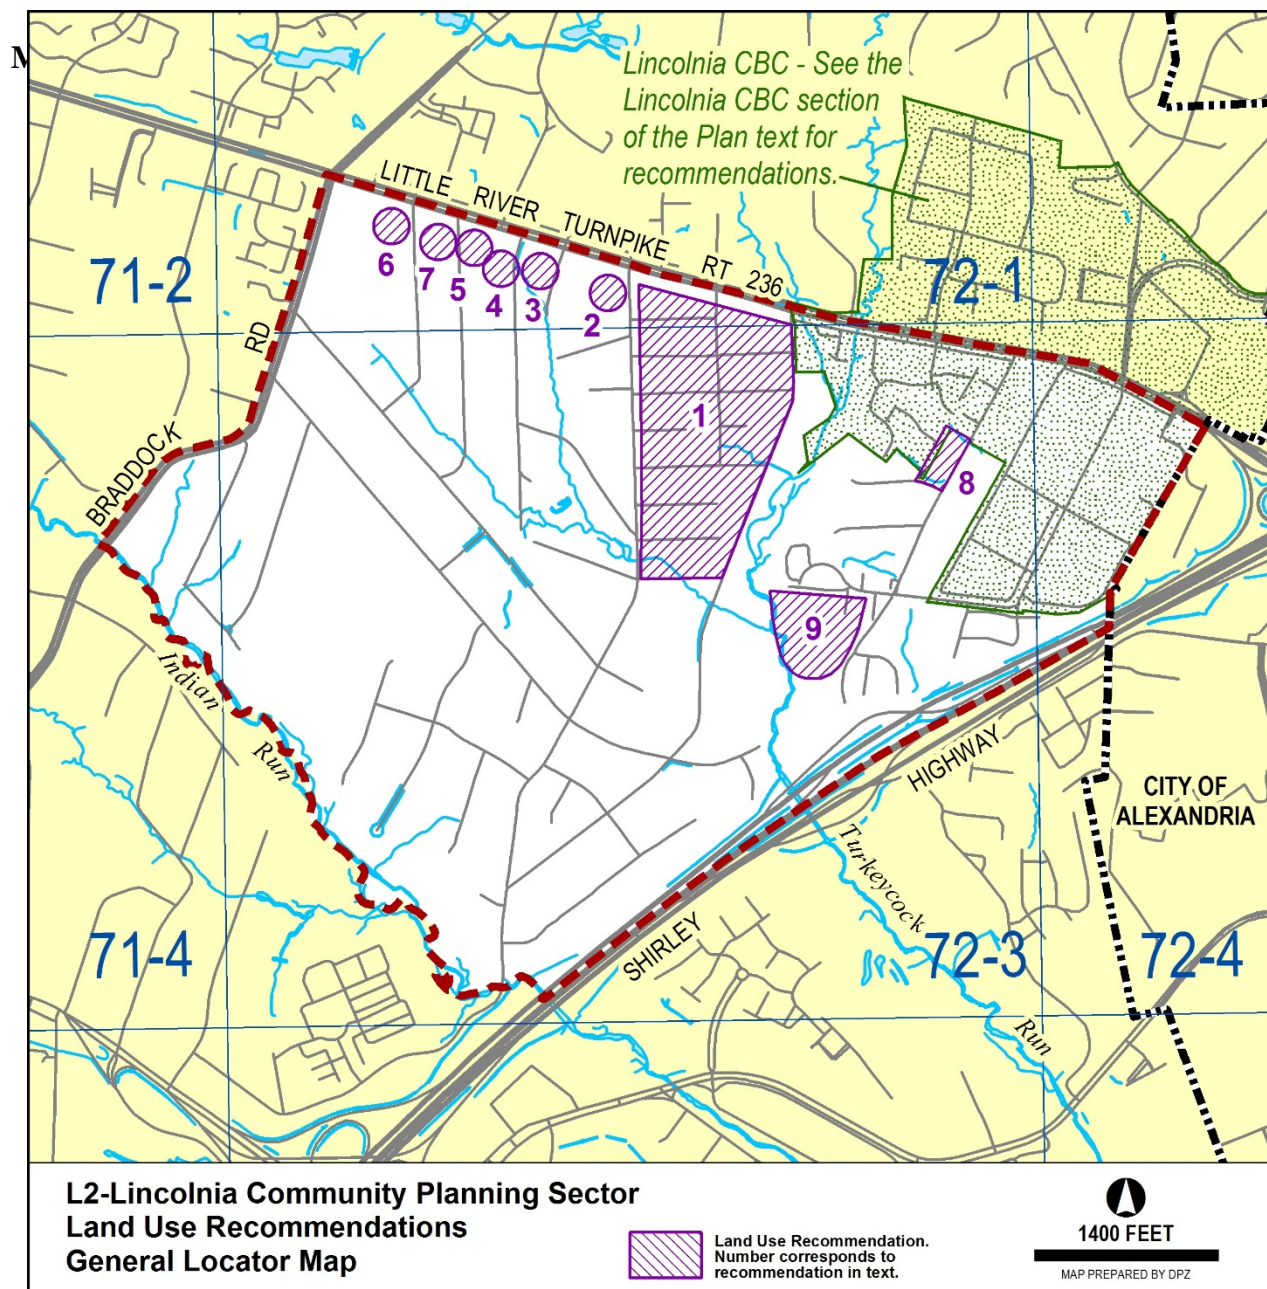 M
Lincolnia CBC - See the
Lincolnia CBC section
of the Plan text for
recommendations.
LITTLE RIVER TURNPIKE RT 236
71-2
72-1
6
7
5
4
3
2
1
8
9
BRADDOCK RD
Indian Run
SHIRLEY HIGHWAY
Turkeycock Run
CITY OF
ALEXANDRIA
71-4
72-3
72-4
L2-Lincolnia Community Planning Sector
Land Use Recommendations
General Locator Map
Land Use Recommendation.
Number corresponds to
recommendation in text.
1400 FEET
MAP PREPARED BY DPZ